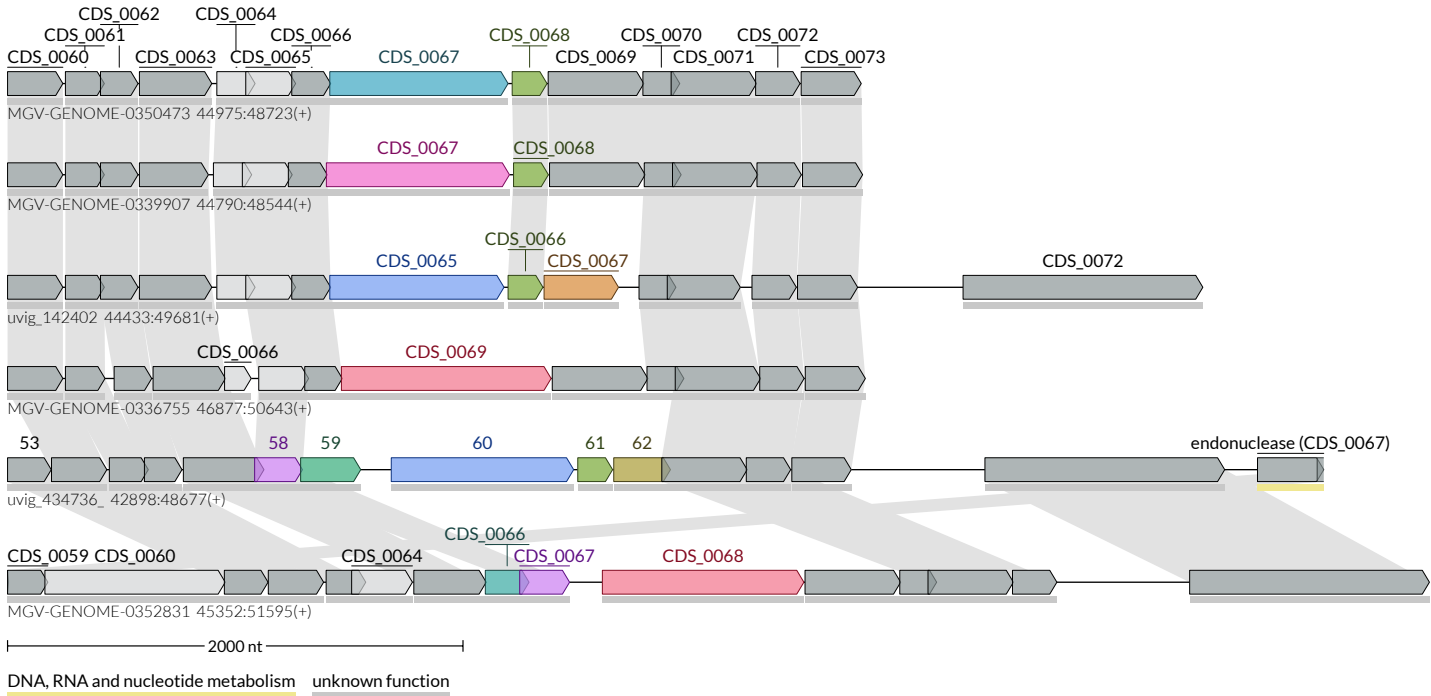 CDS_0062 CDS_0064
CDS_0061 CDS_0066 CDS_0068 CDS_0070 CDS_0072
CDS_0060 CDS_0063 CDS_0065 CDS_0067 CDS_0069 CDS_0071 CDS_0073
MGV-GENOME-0350473 44975:48723(+)
CDS_0067 CDS_0068
MGV-GENOME-0339907 44790:48544(+)
CDS_0066
CDS_0065 CDS_0067 CDS_0072
uvig_142402 44433:49681(+)
CDS_0066 CDS_0069
MGV-GENOME-0336755 46877:50643(+)
53 58 59 60 61 62 endonuclease (CDS_0067)
uvig_434736_ 42898:48677(+)
CDS_0066
CDS_0059 CDS_0060 CDS_0064 CDS_0067 CDS_0068
MGV-GENOME-0352831 45352:51595(+)
2000 nt
DNA, RNA and nucleotide metabolism unknown function